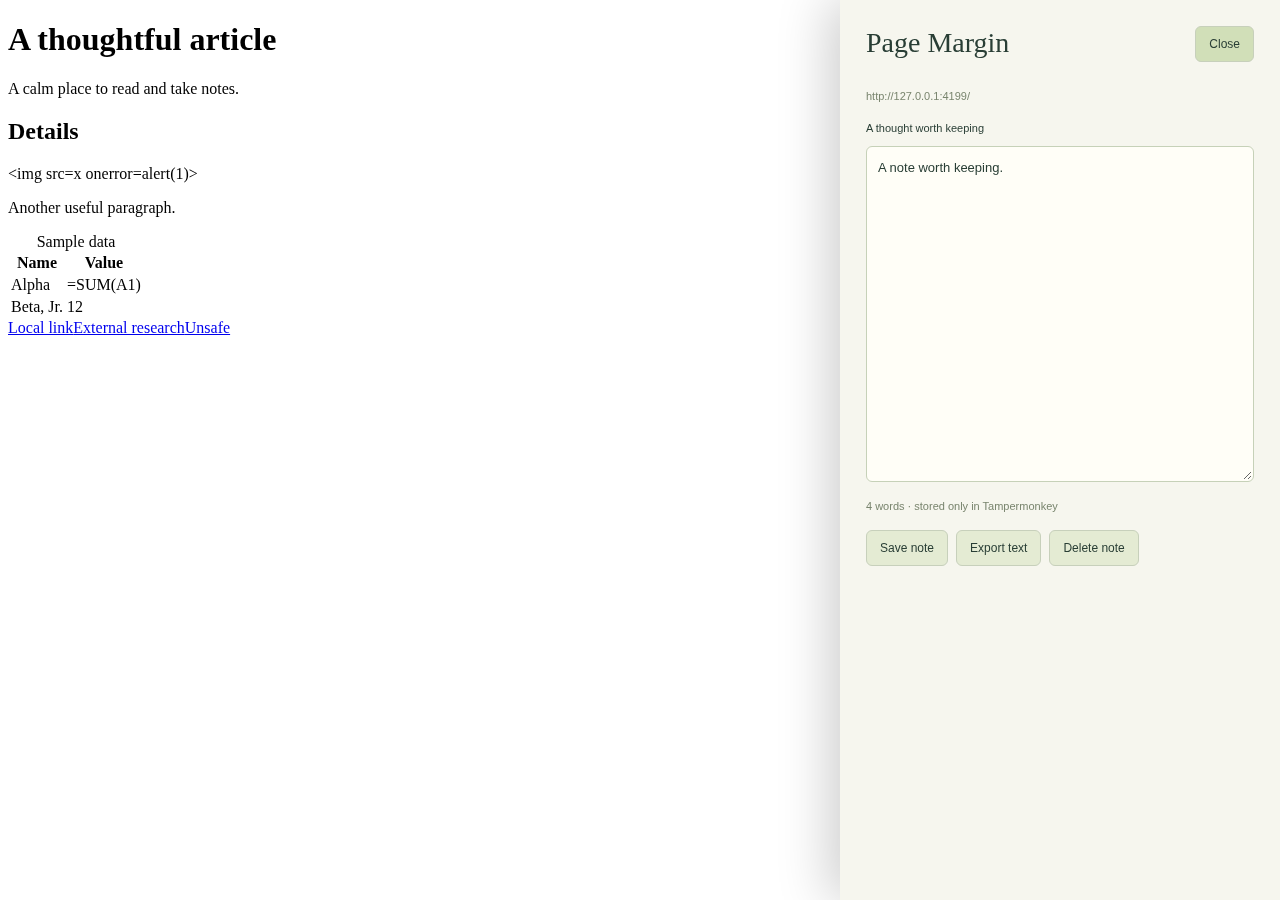 A thoughtful article
A calm place to read and take notes.
Details
<img src=x onerror=alert(1)>
Another useful paragraph.
Sample data
Name Value
Alpha =SUM(A1)
Beta, Jr. 12
Local linkExternal researchUnsafe
Page Margin
Close
http://127.0.0.1:4199/
A thought worth keeping
A note worth keeping.
4 words · stored only in Tampermonkey
Save note Export text Delete note